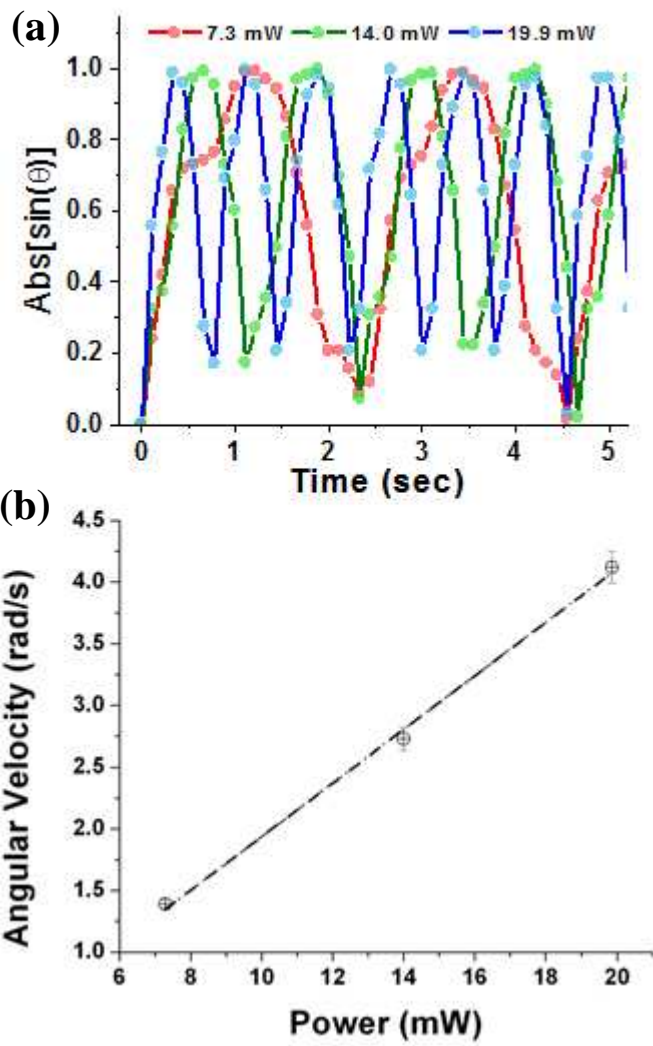 (a)
7.3 mW 14.0 mW 19.9 mW
1.0
0.8
0.6
0.4
0.2
0.0
Abs[sin(θ)]
0 1 2 3 4 5
Time (sec)
(b)
4.5
4.0
3.5
3.0
2.5
2.0
1.5
1.0
Angular Velocity (rad/s)
6 8 10 12 14 16 18 20
Power (mW)